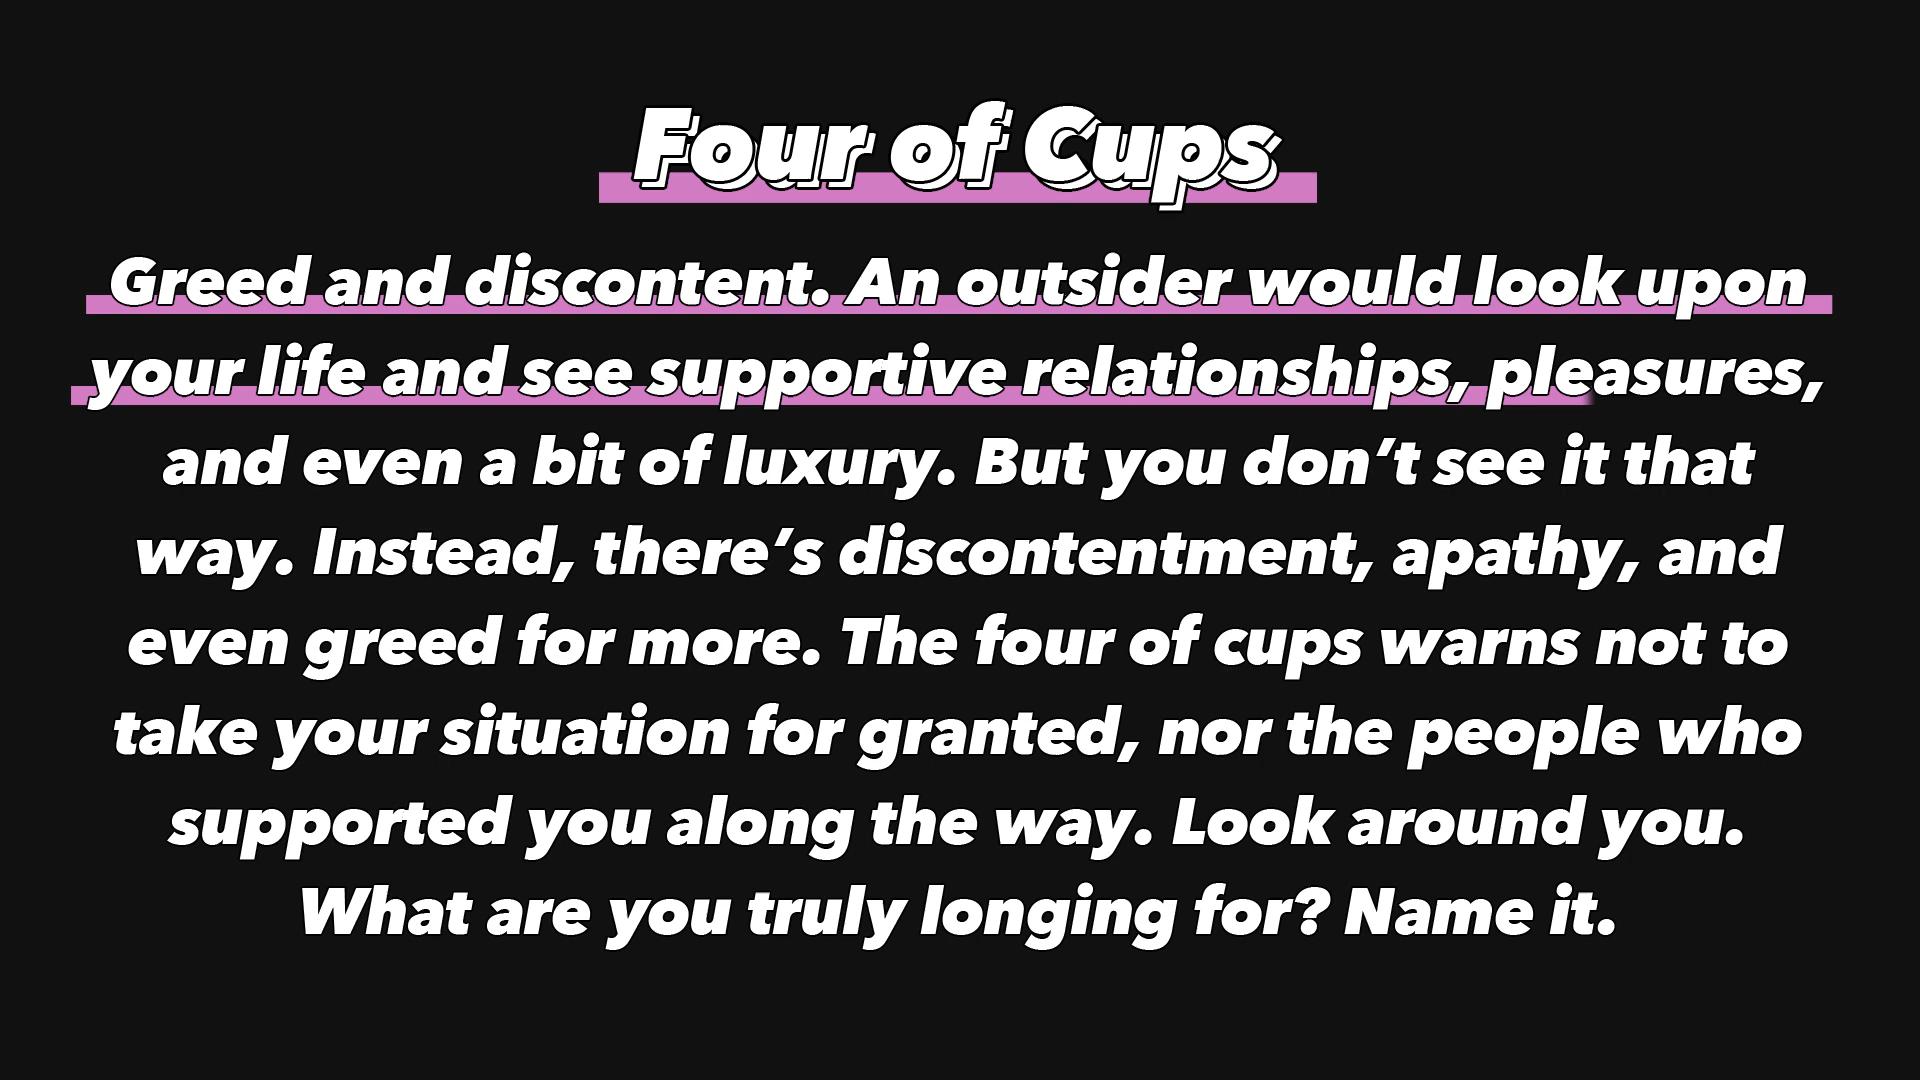 Four of Cups
Greed and discontent. An outsider would look upon
your life and see supportive relationships, pleasures,
and even a bit of luxury. But you don’t see it that
way. Instead, there’s discontentment, apathy, and
even greed for more. The four of cups warns not to
take your situation for granted, nor the people who
supported you along the way. Look around you.
What are you truly longing for? Name it.